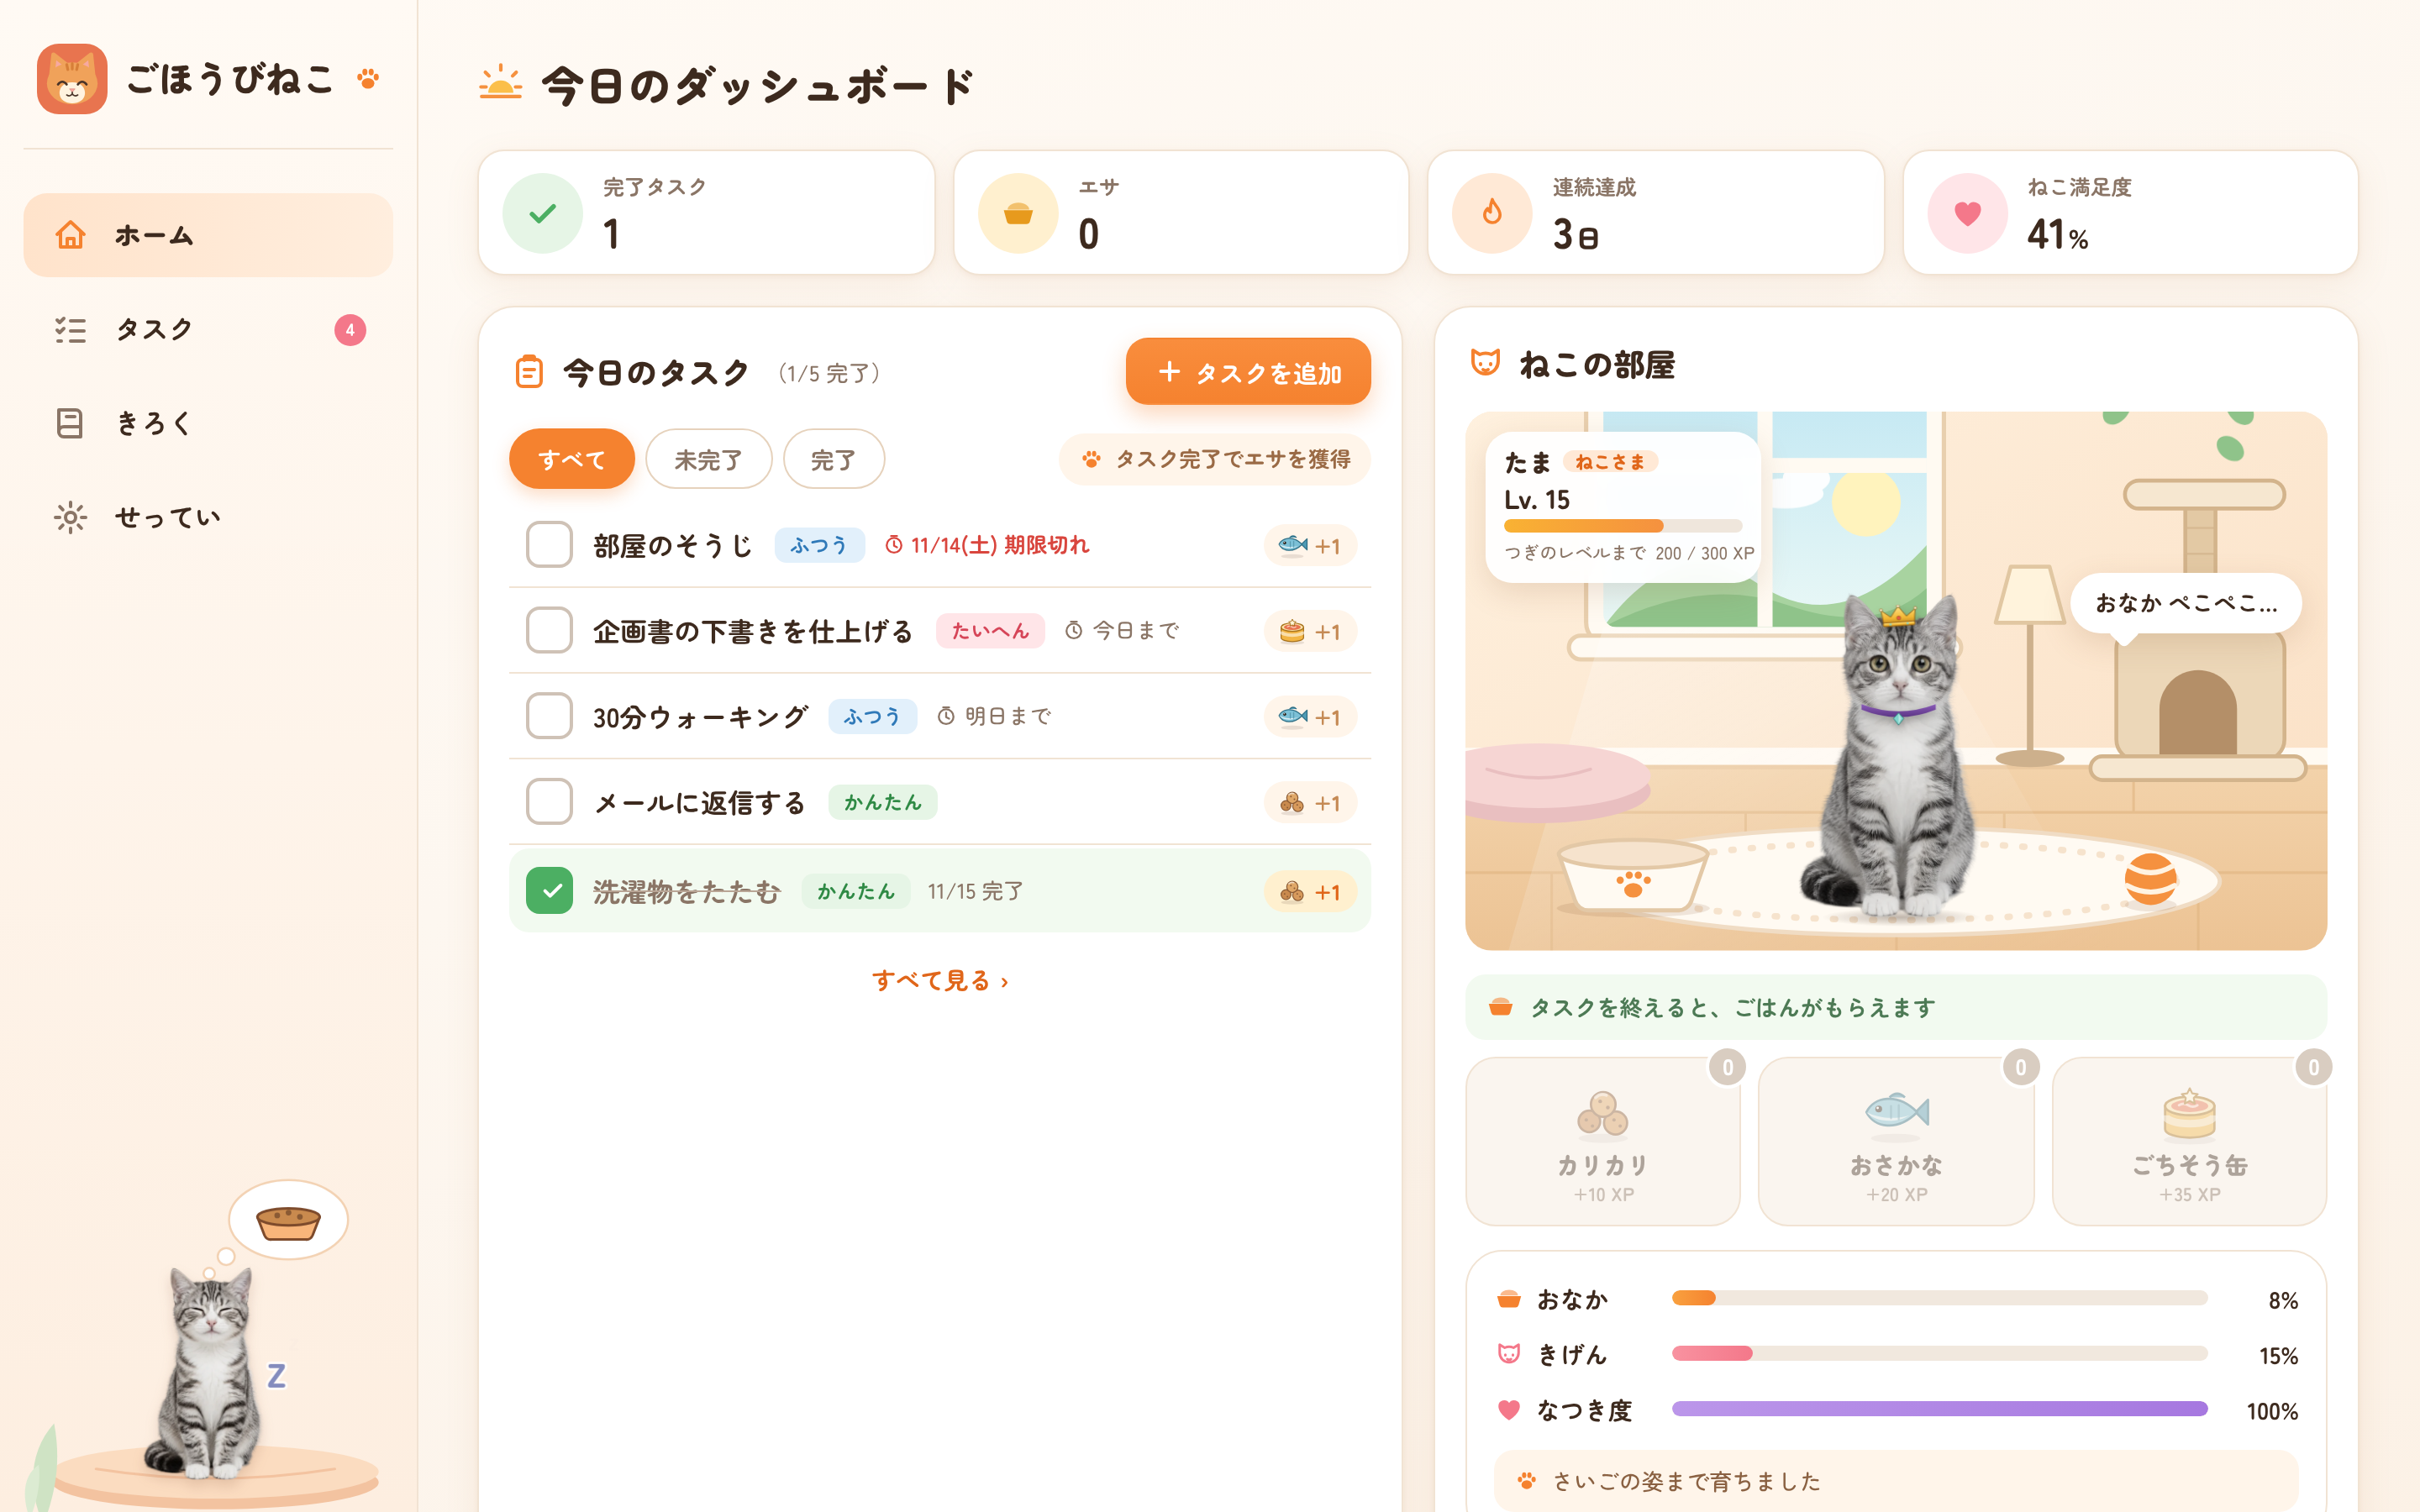 ごほうびねこ
ホーム
タスク 4
きろく
せってい
Z
今日のダッシュボード
完了タスク
1
エサ
0
連続達成
3日
ねこ満足度
41%
今日のタスク (1/5 完了)
+ タスクを追加
すべて 未完了 完了
タスク完了でエサを獲得
部屋のそうじ ふつう 11/14(土) 期限切れ +1
企画書の下書きを仕上げる たいへん 今日まで +1
30分ウォーキング ふつう 明日まで +1
メールに返信する かんたん +1
洗濯物をたたむ かんたん 11/15 完了 +1
すべて見る ›
ねこの部屋
たま ねこさま
Lv. 15
つぎのレベルまで 200 / 300 XP
おなか ぺこぺこ…
タスクを終えると、ごはんがもらえます
0
カリカリ
+10 XP
0
おさかな
+20 XP
0
ごちそう缶
+35 XP
おなか 8%
きげん 15%
なつき度 100%
さいごの姿まで育ちました